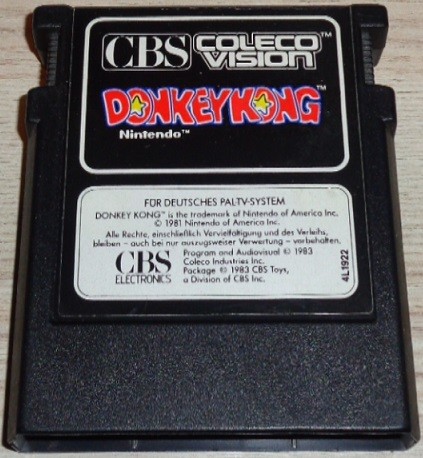 CBS COLECO VISION™
DONKEY KONG™
Nintendo™
FÜR DEUTSCHES PAL-TV-SYSTEM
DONKEY KONG™ is the trademark of Nintendo of America Inc.
© 1981 Nintendo of America Inc.
Alle Rechte, einschließlich Vervielfältigung und des Verleihs,
bleiben – auch bei nur auszugsweiser Verwertung – vorbehalten.
CBS
ELECTRONICS
Program and Audiovisual © 1983
Coleco Industries Inc.
Package © 1983 CBS Toys,
a Division of CBS Inc.
4L1922